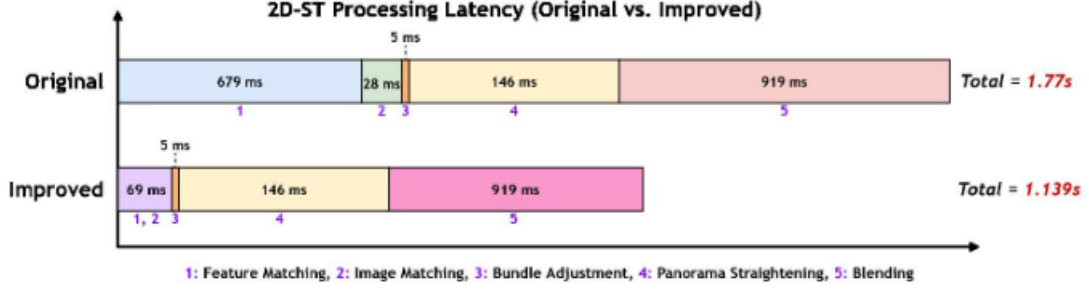 2D-ST Processing Latency (Original vs. Improved)
5 ms
Original 679 ms 28 ms 146 ms 919 ms Total = 1.77s
1 2 3 4 5
5 ms
Improved 69 ms 146 ms 919 ms Total = 1.139s
1, 2 3 4 5
1: Feature Matching, 2: Image Matching, 3: Bundle Adjustment, 4: Panorama Straightening, 5: Blending